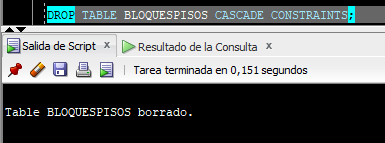 DROP TABLE BLOQUESPISOS CASCADE CONSTRAINTS;
Salida de Script x Resultado de la Consulta x
Tarea terminada en 0,151 segundos
Table BLOQUESPISOS borrado.